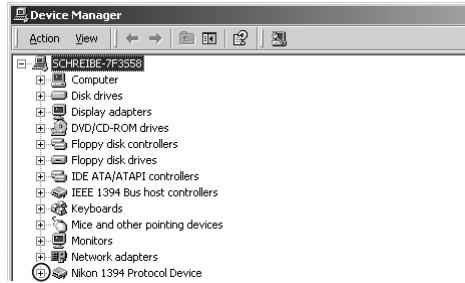 Device Manager
Action View
SCHREIBE-7F3S58
Computer
Disk drives
Display adapters
DVD/CD-ROM drives
Floppy disk controllers
Floppy disk drives
IDE ATA/ATAPI controllers
IEEE 1394 Bus host controllers
Keyboards
Mice and other pointing devices
Monitors
Network adapters
Nikon 1394 Protocol Device